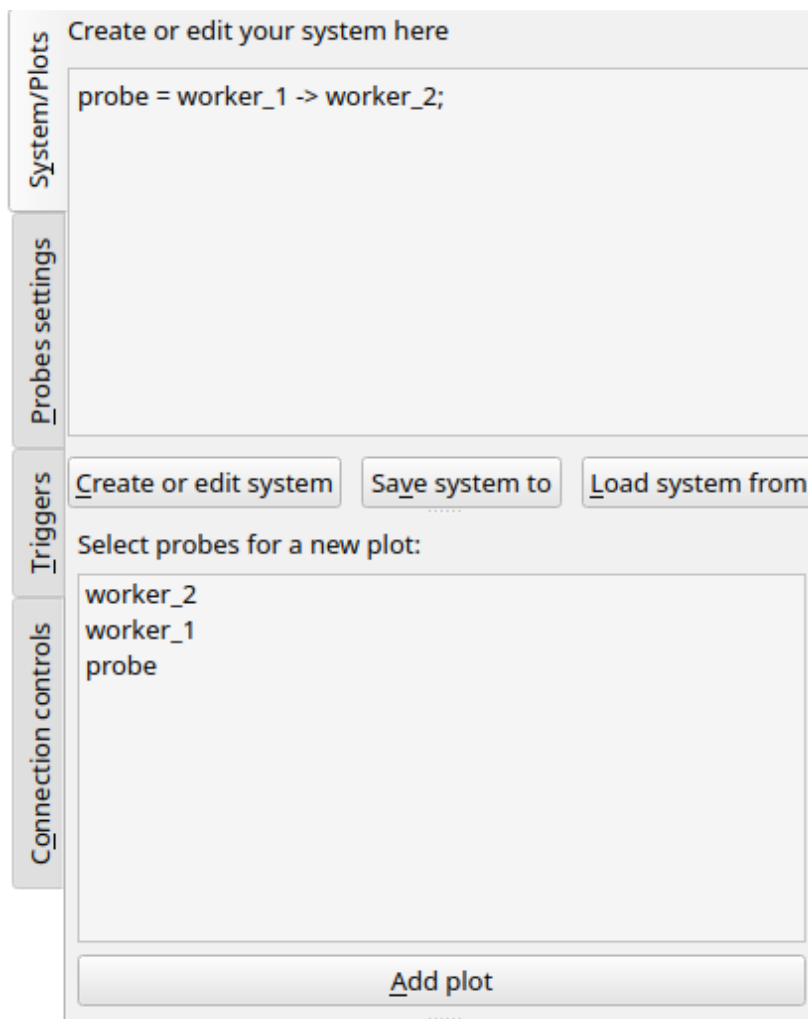 System/Plots
Probes settings
Triggers
Connection controls
Create or edit your system here
probe = worker_1 -> worker_2;
Create or edit system
Save system to
Load system from
Select probes for a new plot:
worker_2
worker_1
probe
Add plot